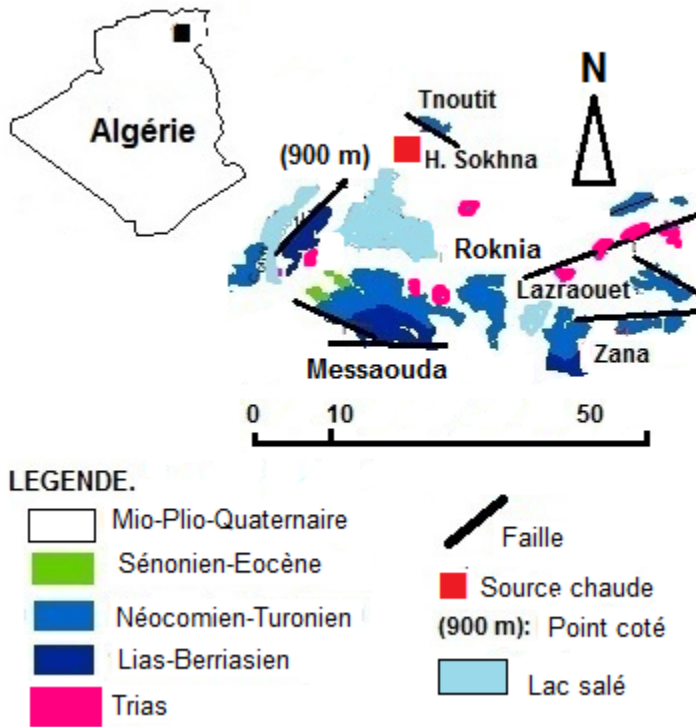 Algérie
N
Tnoutit
H. Sokhna
(900 m)
Roknia
Lazraouet
Messaouda
Zana
0 10 50
LEGENDE.
Mio-Plio-Quaternaire
Sénonien-Eocène
Néocomien-Turonien
Lias-Berriasien
Trias
Faille
Source chaude
(900 m): Point coté
Lac salé